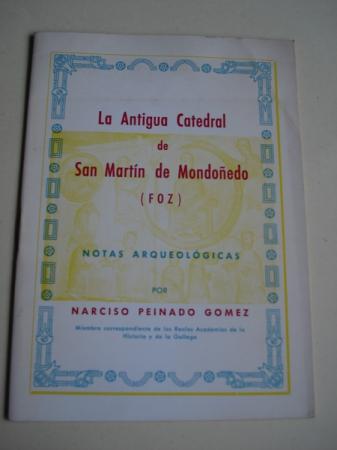 La Antigua Catedral
de
San Martín de Mondoñedo
(FOZ)
NOTAS ARQUEOLÓGICAS
POR
NARCISO PEINADO GOMEZ
Miembro correspondiente de las Reales Academias de la
Historia y de la Gallega